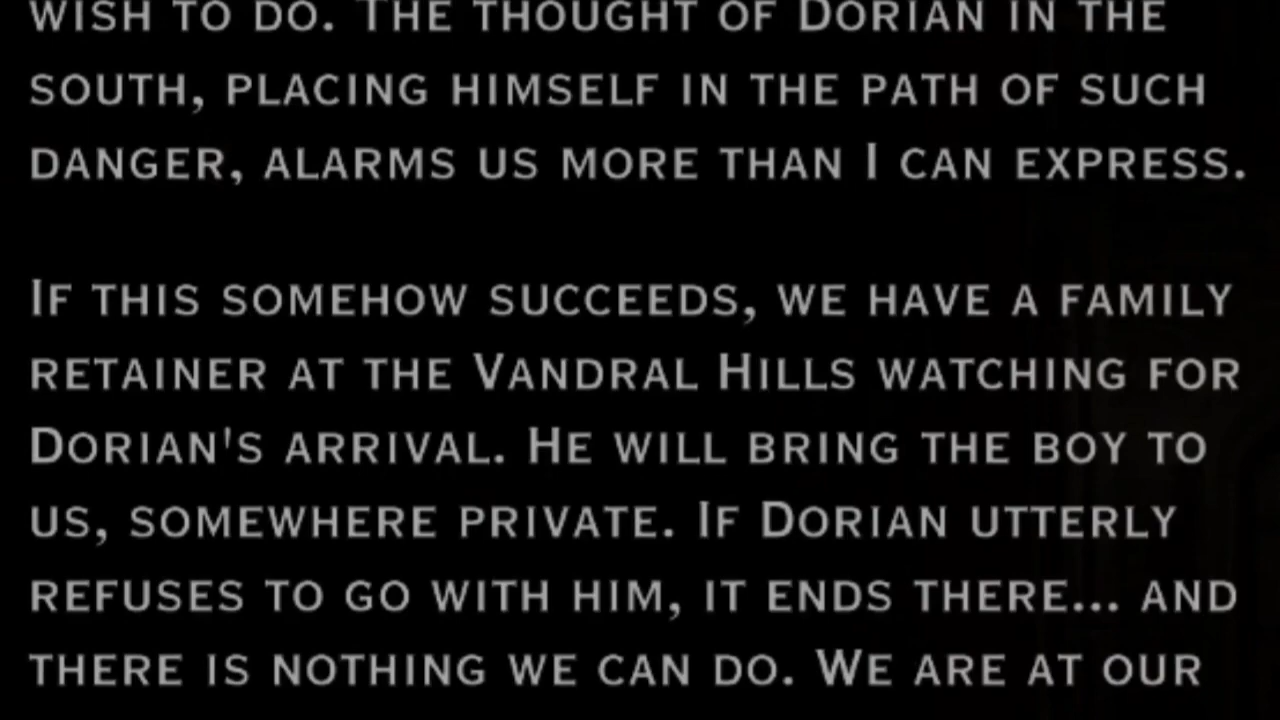 WISH TO DO. THE THOUGHT OF DORIAN IN THE
SOUTH, PLACING HIMSELF IN THE PATH OF SUCH
DANGER, ALARMS US MORE THAN I CAN EXPRESS.
IF THIS SOMEHOW SUCCEEDS, WE HAVE A FAMILY
RETAINER AT THE VANDRAL HILLS WATCHING FOR
DORIAN'S ARRIVAL. HE WILL BRING THE BOY TO
US, SOMEWHERE PRIVATE. IF DORIAN UTTERLY
REFUSES TO GO WITH HIM, IT ENDS THERE... AND
THERE IS NOTHING WE CAN DO. WE ARE AT OUR